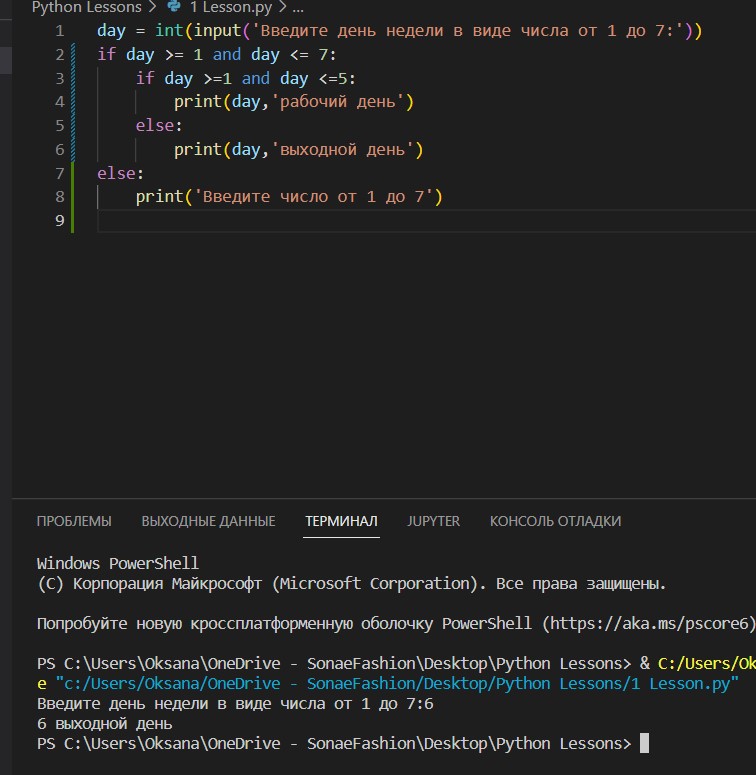 Python Lessons > 1 Lesson.py > ...
1 day = int(input('Введите день недели в виде числа от 1 до 7:'))
2 if day >= 1 and day <= 7:
3     if day >=1 and day <=5:
4         print(day,'рабочий день')
5     else:
6         print(day,'выходной день')
7 else:
8     print('Введите число от 1 до 7')
9
ПРОБЛЕМЫ ВЫХОДНЫЕ ДАННЫЕ ТЕРМИНАЛ JUPYTER КОНСОЛЬ ОТЛАДКИ
Windows PowerShell
(C) Корпорация Майкрософт (Microsoft Corporation). Все права защищены.
Попробуйте новую кроссплатформенную оболочку PowerShell (https://aka.ms/pscore6)
PS C:\Users\Oksana\OneDrive - SonaeFashion\Desktop\Python Lessons> & C:/Users/Ok
e "c:/Users/Oksana/OneDrive - SonaeFashion/Desktop/Python Lessons/1 Lesson.py"
Введите день недели в виде числа от 1 до 7:6
6 выходной день
PS C:\Users\Oksana\OneDrive - SonaeFashion\Desktop\Python Lessons>